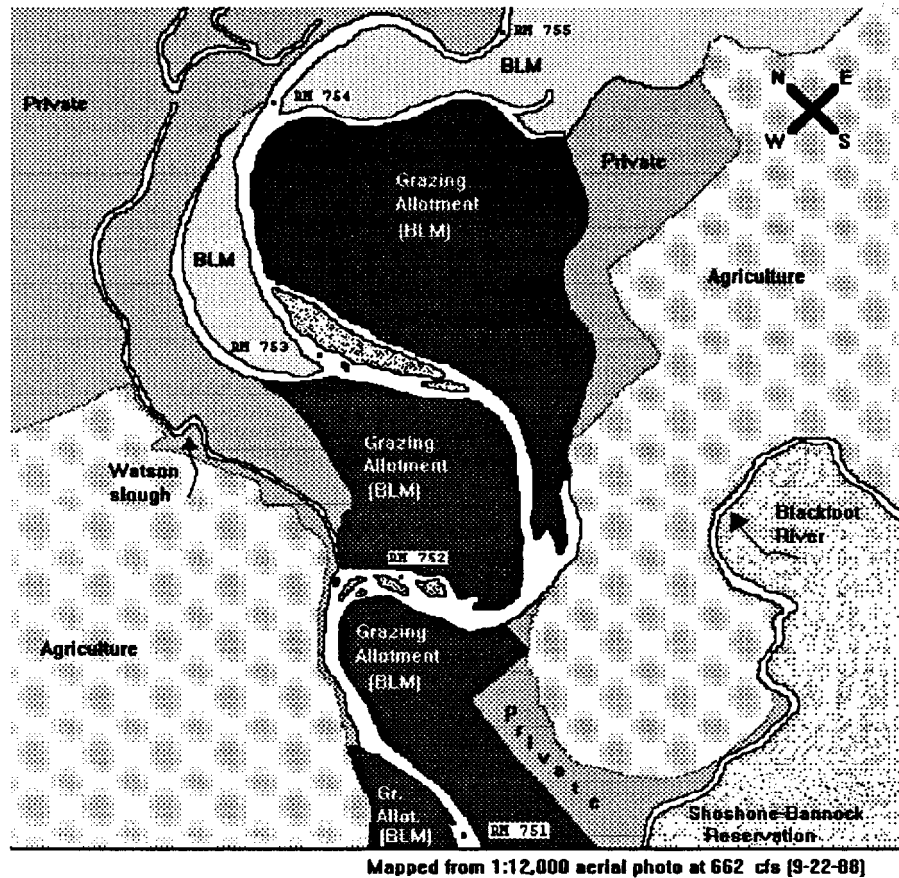 RM 755
BLM
Private
RM 754
N E
W S
Private
Grazing
Allotment
(BLM)
BLM
Agriculture
RM 753
Grazing
Allotment
(BLM)
Watson
slough
Blackfoot
River
RM 752
Grazing
Allotment
(BLM)
Agriculture
Private
Gr.
Allot.
(BLM)
RM 751
Shoshone-Bannock
Reservation
Mapped from 1:12,000 aerial photo at 662 cfs (9-22-88)